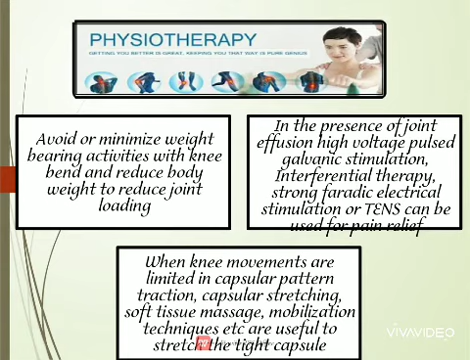 PHYSIOTHERAPY
GETTING YOU BETTER IS GREAT, KEEPING YOU THAT WAY IS PURE GENIUS
Avoid or minimize weight
bearing activities with knee
bend and reduce body
weight to reduce joint
loading
In the presence of joint
effusion high voltage pulsed
galvanic stimulation,
Interferential therapy,
strong faradic electrical
stimulation or TENS can be
used for pain relief
When knee movements are
limited in capsular pattern
traction, capsular stretching,
soft tissue massage, mobilization
techniques etc are useful to
stretch the tight capsule
VIVAVIDEO